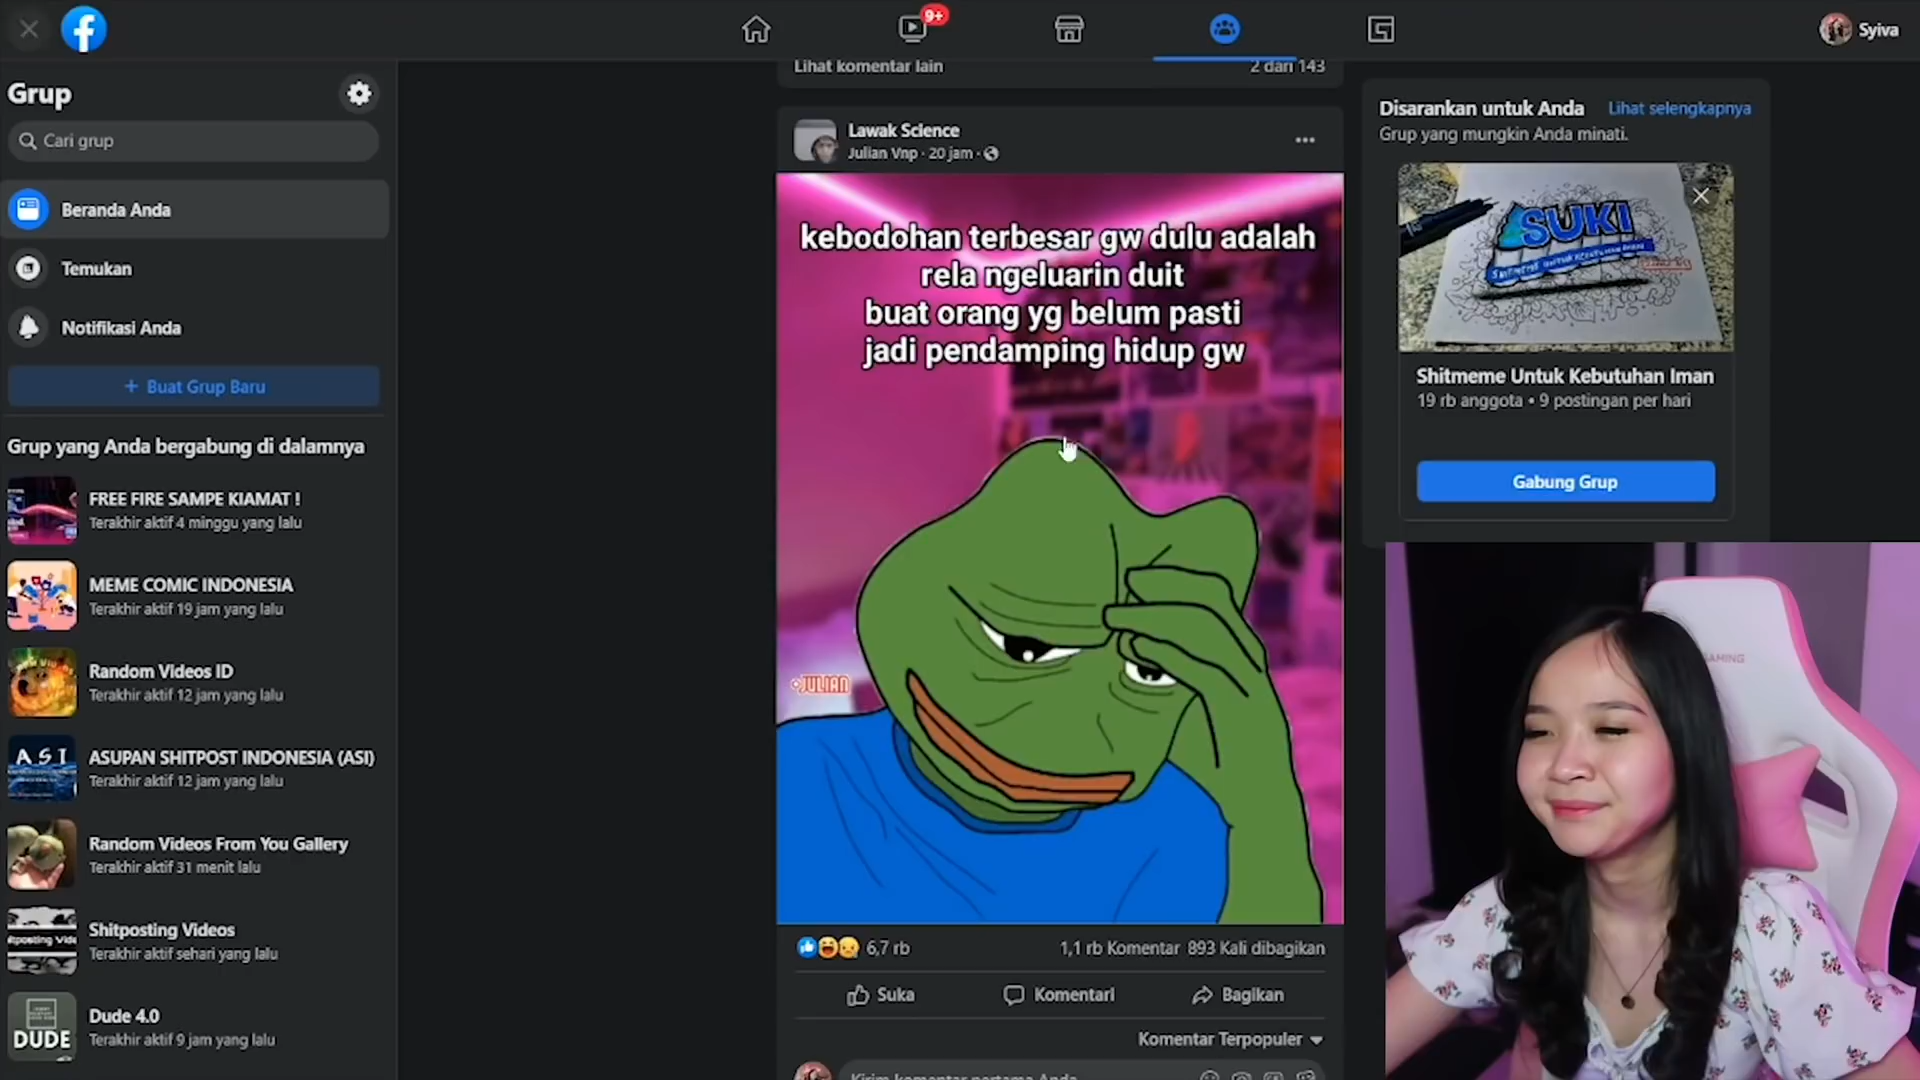 9+
Syiva
Grup
Cari grup
Beranda Anda
Temukan
Notifikasi Anda
+ Buat Grup Baru
Grup yang Anda bergabung di dalamnya
FREE FIRE SAMPE KIAMAT !
Terakhir aktif 4 minggu yang lalu
MEME COMIC INDONESIA
Terakhir aktif 19 jam yang lalu
Random Videos ID
Terakhir aktif 12 jam yang lalu
ASI
ASUPAN SHITPOST INDONESIA (ASI)
Terakhir aktif 12 jam yang lalu
Random Videos From You Gallery
Terakhir aktif 31 menit lalu
Shitposting Videos
Terakhir aktif sehari yang lalu
DUDE
Dude 4.0
Terakhir aktif 9 jam yang lalu
Lihat komentar lain
2 dari 143
Lawak Science
Julian Vnp · 20 jam ·
kebodohan terbesar gw dulu adalah
rela ngeluarin duit
buat orang yg belum pasti
jadi pendamping hidup gw
JULIAN
6,7 rb
1,1 rb Komentar 893 Kali dibagikan
Suka
Komentari
Bagikan
Komentar Terpopuler
Kirim komentar pertama Anda...
Disarankan untuk Anda
Lihat selengkapnya
Grup yang mungkin Anda minati.
SUKI
Shitmeme Untuk Kebutuhan Iman
19 rb anggota • 9 postingan per hari
Gabung Grup